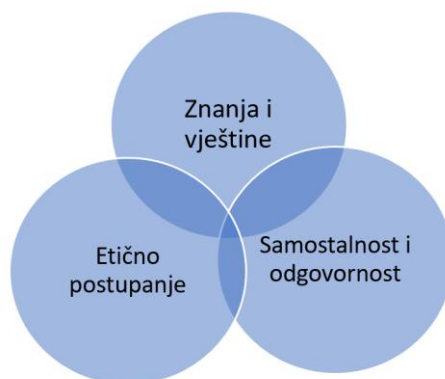 Znanja i
vještine
Etično
postupanje
Samostalnost i
odgovornost